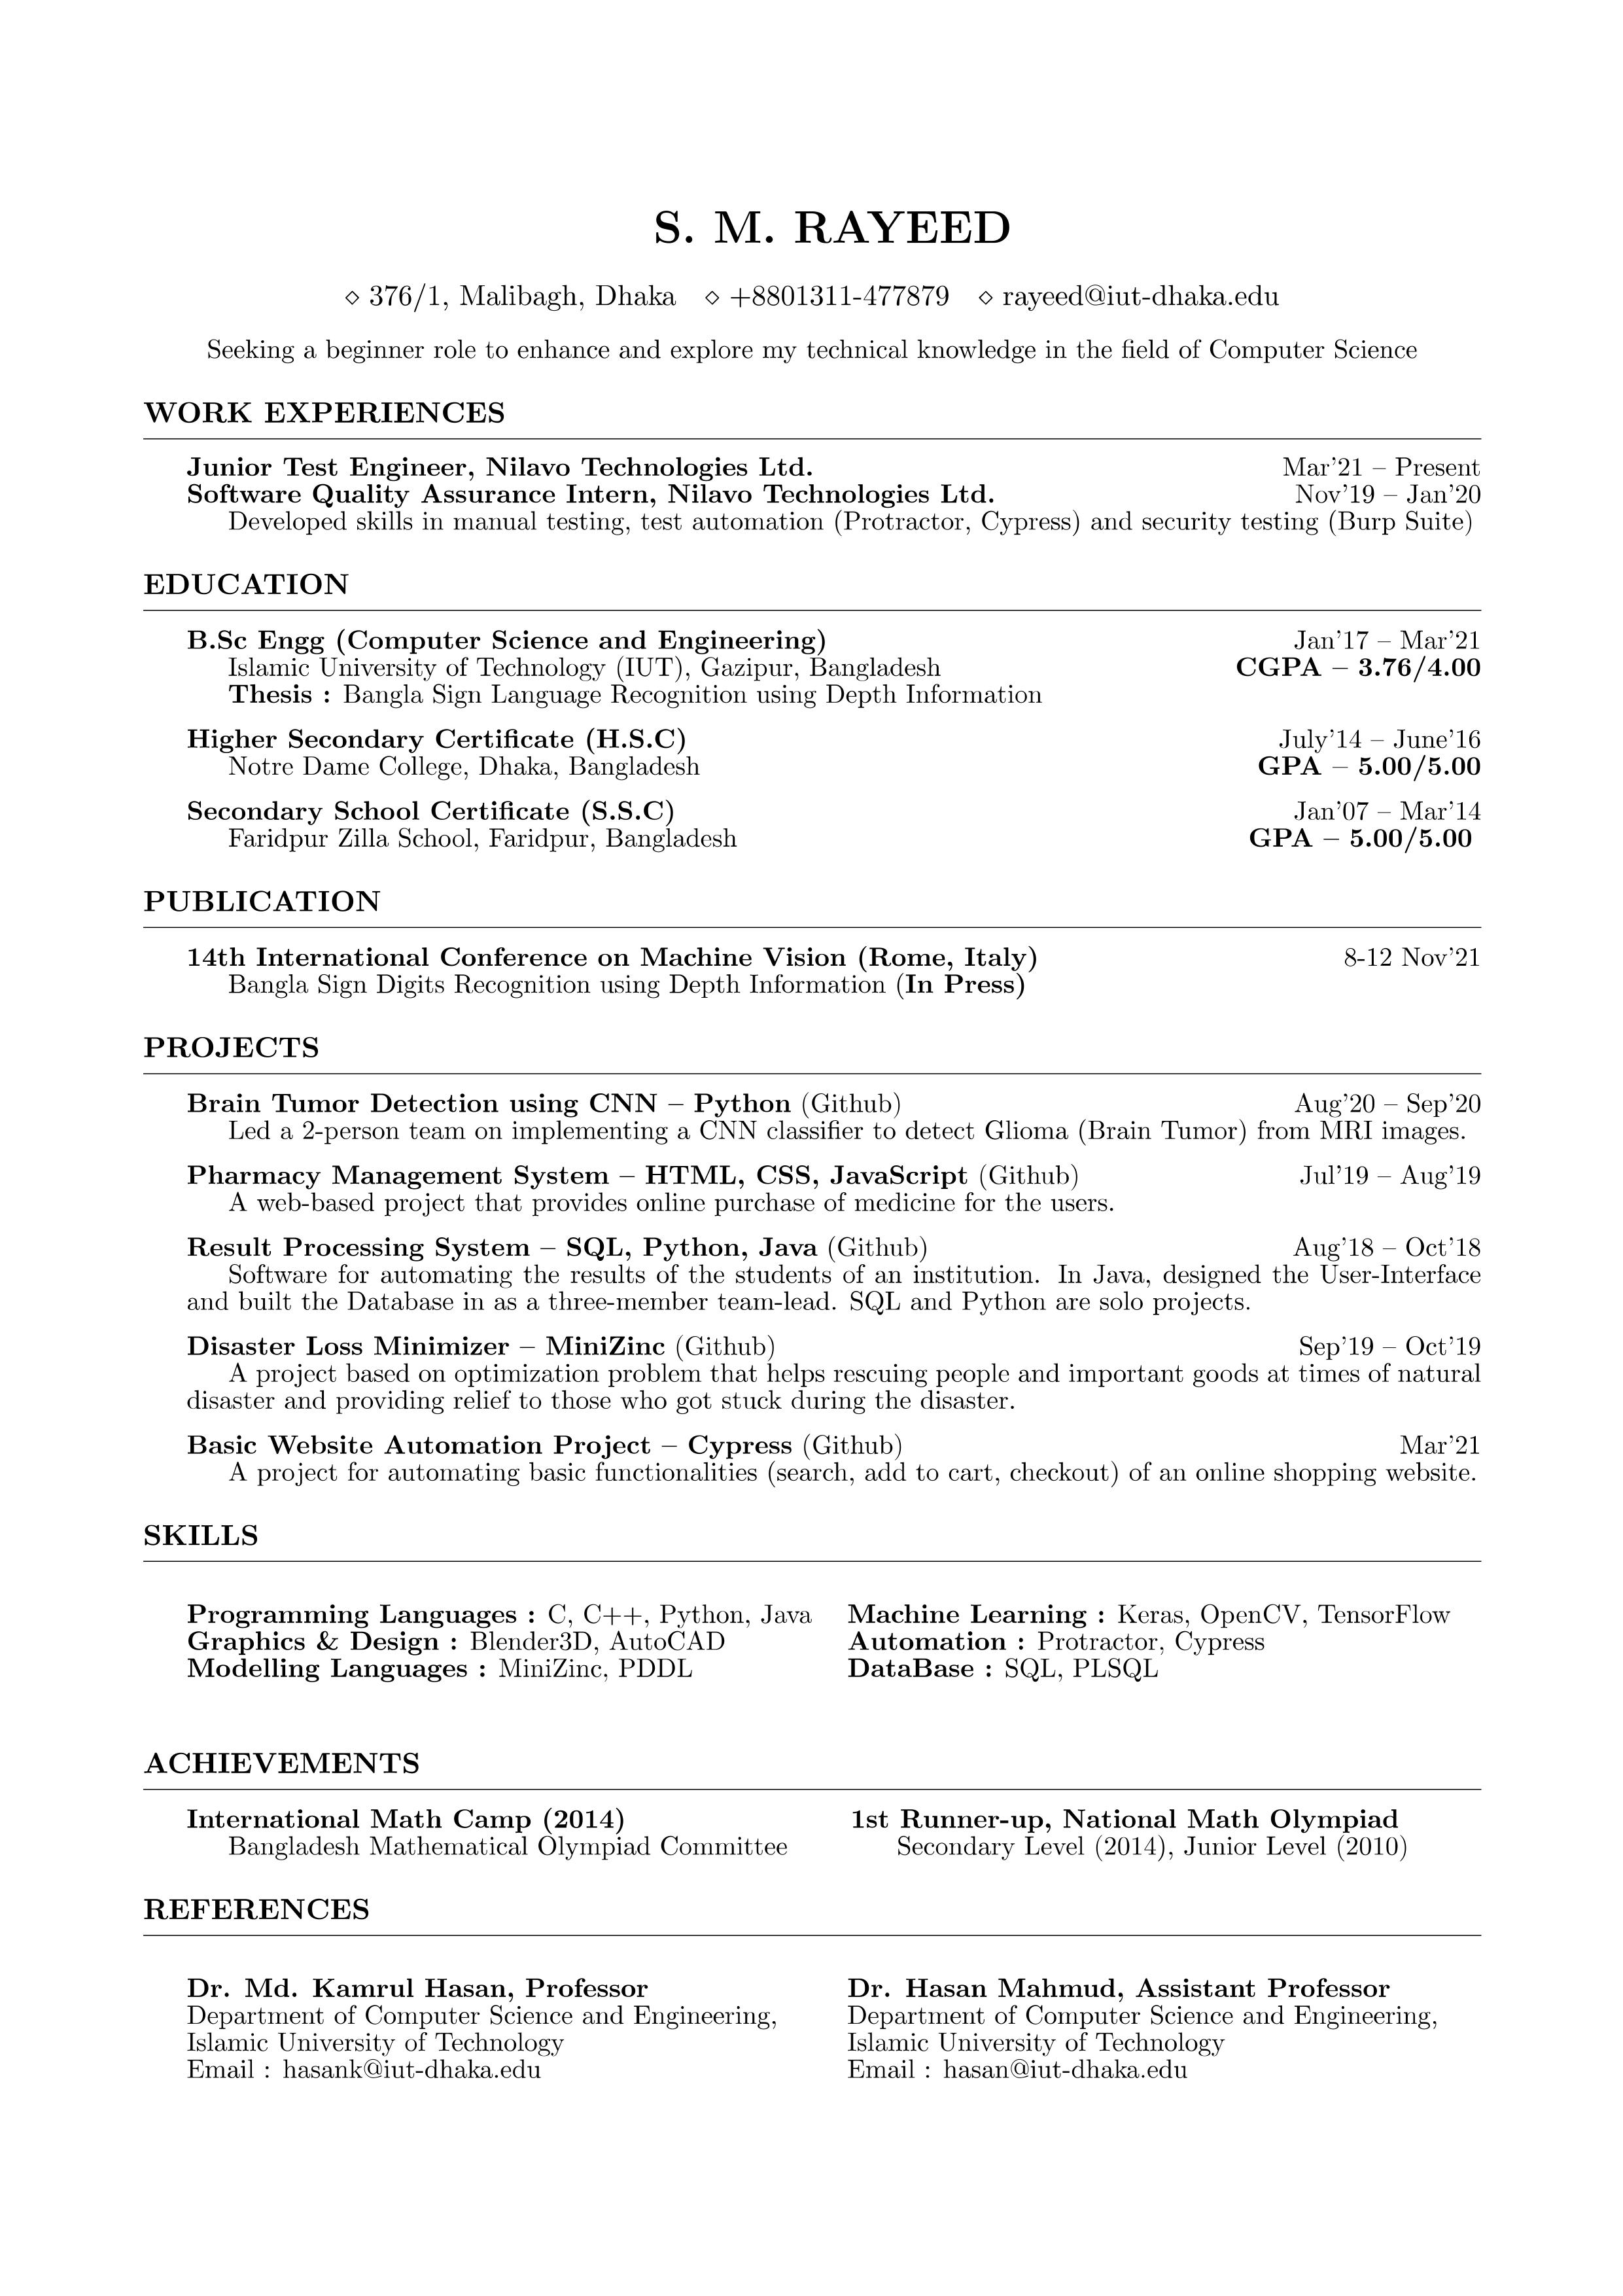 S. M. RAYEED
⋄ 376/1, Malibagh, Dhaka ⋄ +8801311-477879 ⋄ rayeed@iut-dhaka.edu
Seeking a beginner role to enhance and explore my technical knowledge in the field of Computer Science
WORK EXPERIENCES
Junior Test Engineer, Nilavo Technologies Ltd. Mar'21 – Present
Software Quality Assurance Intern, Nilavo Technologies Ltd. Nov'19 – Jan'20
Developed skills in manual testing, test automation (Protractor, Cypress) and security testing (Burp Suite)
EDUCATION
B.Sc Engg (Computer Science and Engineering) Jan'17 – Mar'21
Islamic University of Technology (IUT), Gazipur, Bangladesh CGPA – 3.76/4.00
Thesis : Bangla Sign Language Recognition using Depth Information
Higher Secondary Certificate (H.S.C) July'14 – June'16
Notre Dame College, Dhaka, Bangladesh GPA – 5.00/5.00
Secondary School Certificate (S.S.C) Jan'07 – Mar'14
Faridpur Zilla School, Faridpur, Bangladesh GPA – 5.00/5.00
PUBLICATION
14th International Conference on Machine Vision (Rome, Italy) 8-12 Nov'21
Bangla Sign Digits Recognition using Depth Information (In Press)
PROJECTS
Brain Tumor Detection using CNN – Python (Github) Aug'20 – Sep'20
Led a 2-person team on implementing a CNN classifier to detect Glioma (Brain Tumor) from MRI images.
Pharmacy Management System – HTML, CSS, JavaScript (Github) Jul'19 – Aug'19
A web-based project that provides online purchase of medicine for the users.
Result Processing System – SQL, Python, Java (Github) Aug'18 – Oct'18
Software for automating the results of the students of an institution. In Java, designed the User-Interface
and built the Database in as a three-member team-lead. SQL and Python are solo projects.
Disaster Loss Minimizer – MiniZinc (Github) Sep'19 – Oct'19
A project based on optimization problem that helps rescuing people and important goods at times of natural
disaster and providing relief to those who got stuck during the disaster.
Basic Website Automation Project – Cypress (Github) Mar'21
A project for automating basic functionalities (search, add to cart, checkout) of an online shopping website.
SKILLS
Programming Languages : C, C++, Python, Java Machine Learning : Keras, OpenCV, TensorFlow
Graphics & Design : Blender3D, AutoCAD Automation : Protractor, Cypress
Modelling Languages : MiniZinc, PDDL DataBase : SQL, PLSQL
ACHIEVEMENTS
International Math Camp (2014) 1st Runner-up, National Math Olympiad
Bangladesh Mathematical Olympiad Committee Secondary Level (2014), Junior Level (2010)
REFERENCES
Dr. Md. Kamrul Hasan, Professor Dr. Hasan Mahmud, Assistant Professor
Department of Computer Science and Engineering, Department of Computer Science and Engineering,
Islamic University of Technology Islamic University of Technology
Email : hasank@iut-dhaka.edu Email : hasan@iut-dhaka.edu